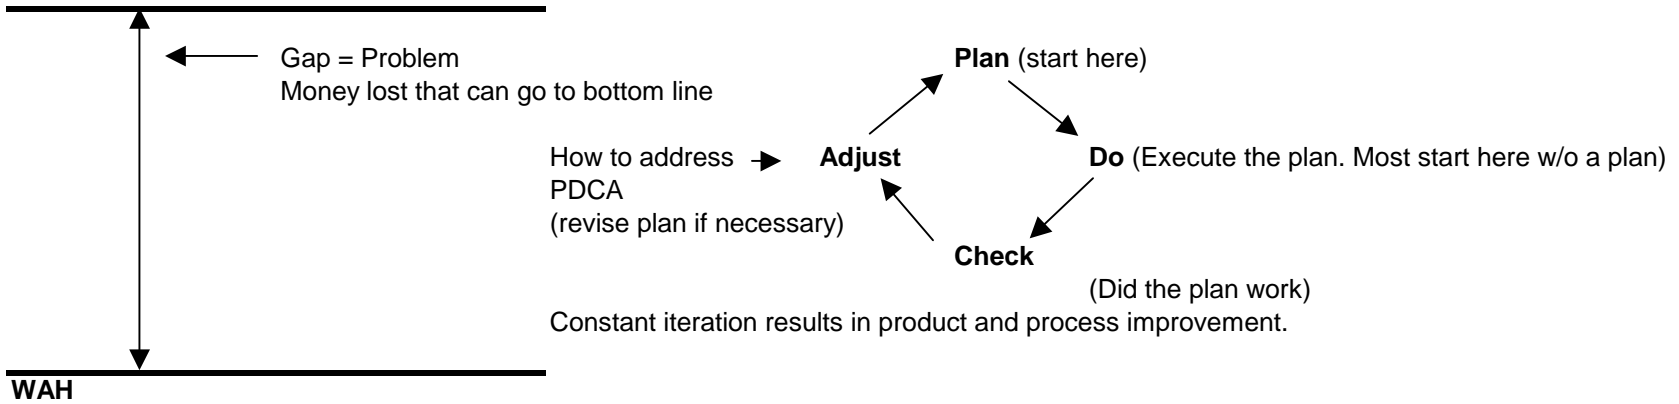 Gap = Problem
Money lost that can go to bottom line
Plan (start here)
How to address
PDCA
(revise plan if necessary)
Adjust
Do (Execute the plan. Most start here w/o a plan)
Check
(Did the plan work)
Constant iteration results in product and process improvement.
WAH